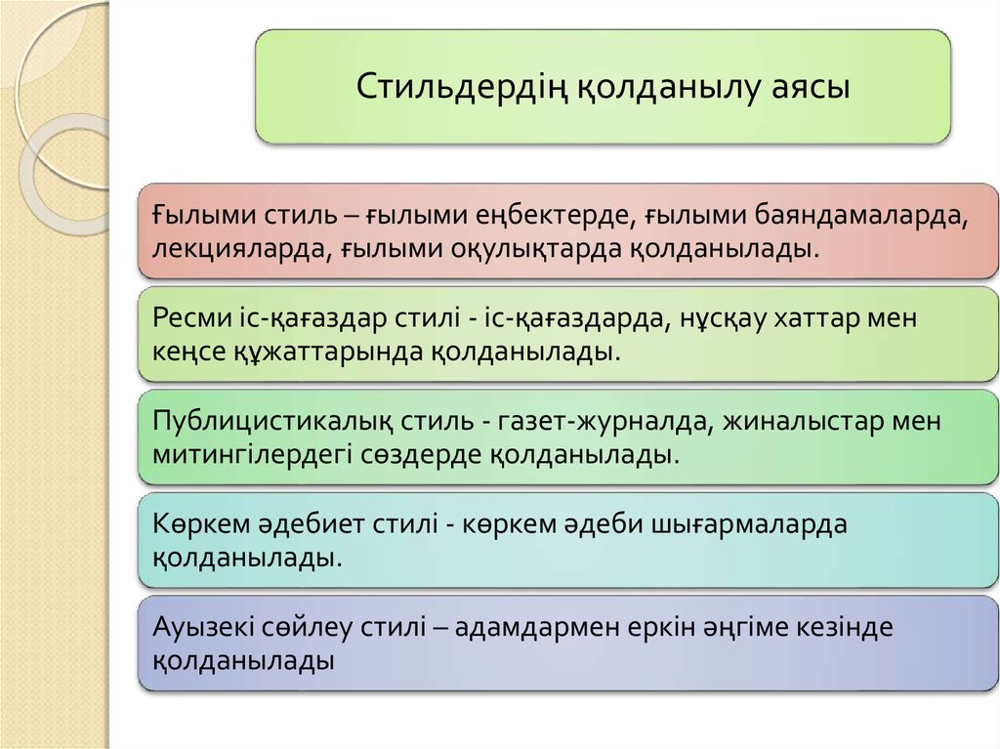 Стильдердің қолданылу аясы
Ғылыми стиль – ғылыми еңбектерде, ғылыми баяндамаларда,
лекцияларда, ғылыми оқулықтарда қолданылады.
Ресми іс-қағаздар стилі - іс-қағаздарда, нұсқау хаттар мен
кеңсе құжаттарында қолданылады.
Публицистикалық стиль - газет-журналда, жиналыстар мен
митингілердегі сөздерде қолданылады.
Көркем әдебиет стилі - көркем әдеби шығармаларда
қолданылады.
Ауызекі сөйлеу стилі – адамдармен еркін әңгіме кезінде
қолданылады